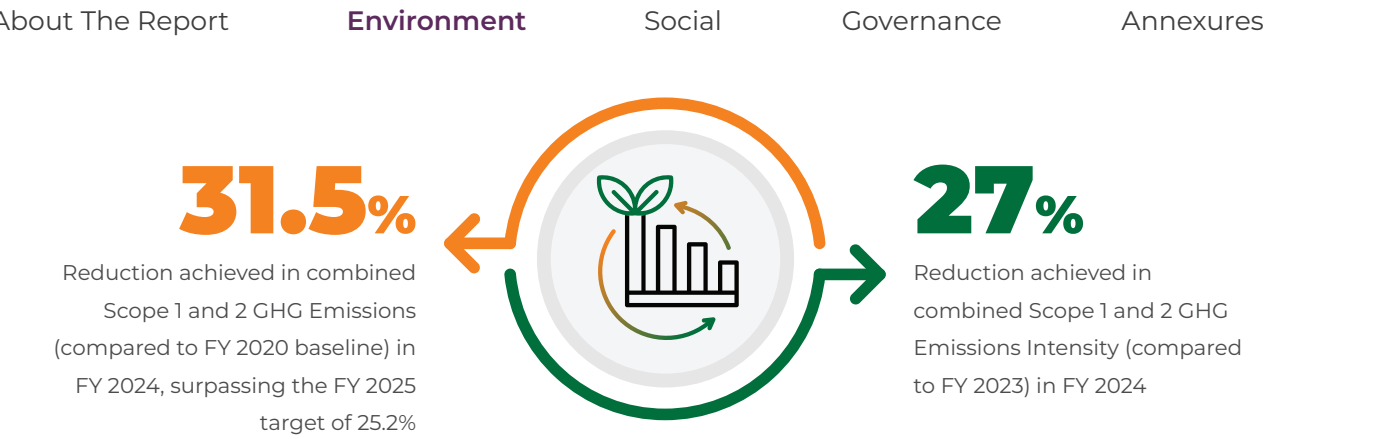 About The Report Environment Social Governance Annexures
31.5%
Reduction achieved in combined
Scope 1 and 2 GHG Emissions
(compared to FY 2020 baseline) in
FY 2024, surpassing the FY 2025
target of 25.2%
27%
Reduction achieved in
combined Scope 1 and 2 GHG
Emissions Intensity (compared
to FY 2023) in FY 2024